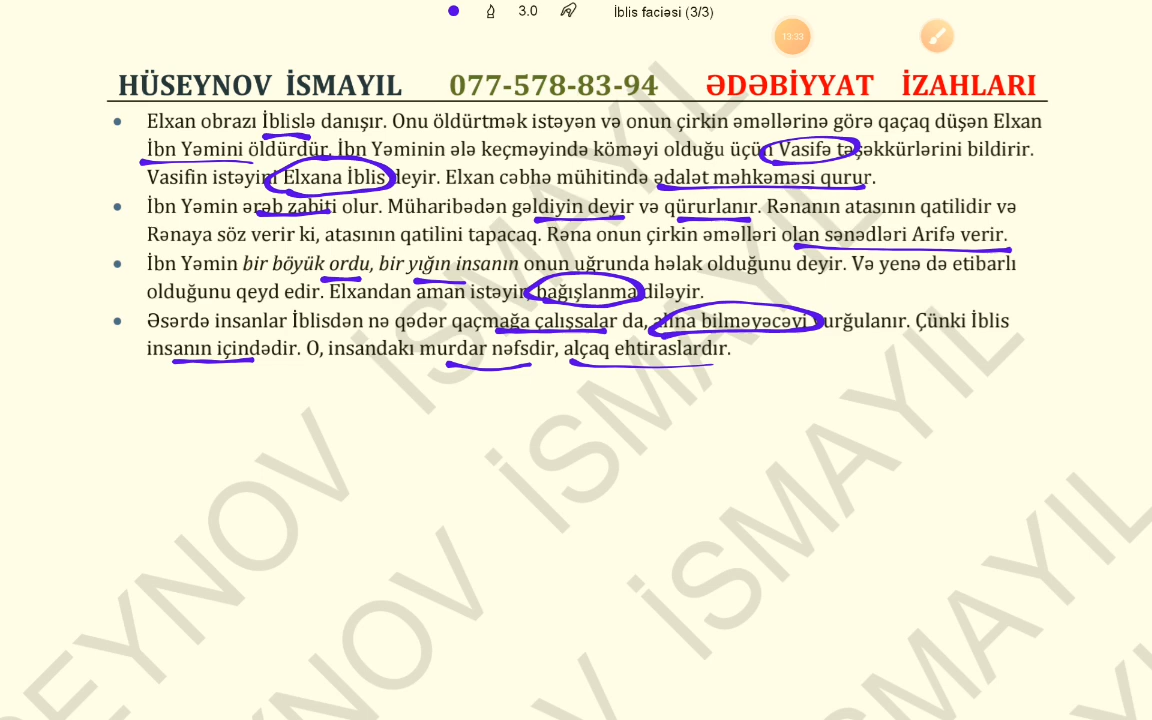 3.0 İblis faciəsi (3/3)
13:33
HÜSEYNOV İSMAYIL 077-578-83-94 ƏDƏBİYYAT İZAHLARI
Elxan obrazı İblislə danışır. Onu öldürtmək istəyən və onun çirkin əməllərinə görə qaçaq düşən Elxan
İbn Yəmini öldürdür. İbn Yəminin ələ keçməyində köməyi olduğu üçün Vasifə təşəkkürlərini bildirir.
Vasifin istəyini Elxana İblis deyir. Elxan cəbhə mühitində ədalət məhkəməsi qurur.
İbn Yəmin ərəb zabiti olur. Müharibədən gəldiyin deyir və qürurlanır. Rənanın atasının qatilidir və
Rənaya söz verir ki, atasının qatilini tapacaq. Rəna onun çirkin əməlləri olan sənədləri Arifə verir.
İbn Yəmin bir böyük ordu, bir yığın insanın onun uğrunda həlak olduğunu deyir. Və yenə də etibarlı
olduğunu qeyd edir. Elxandan aman istəyir, bağışlanma diləyir.
Əsərdə insanlar İblisdən nə qədər qaçmağa çalışsalar da, alına bilməyəcəyi vurğulanır. Çünki İblis
insanın içindədir. O, insandakı murdar nəfsdir, alçaq ehtiraslardır.
HÜSEYNOV İSMAYIL